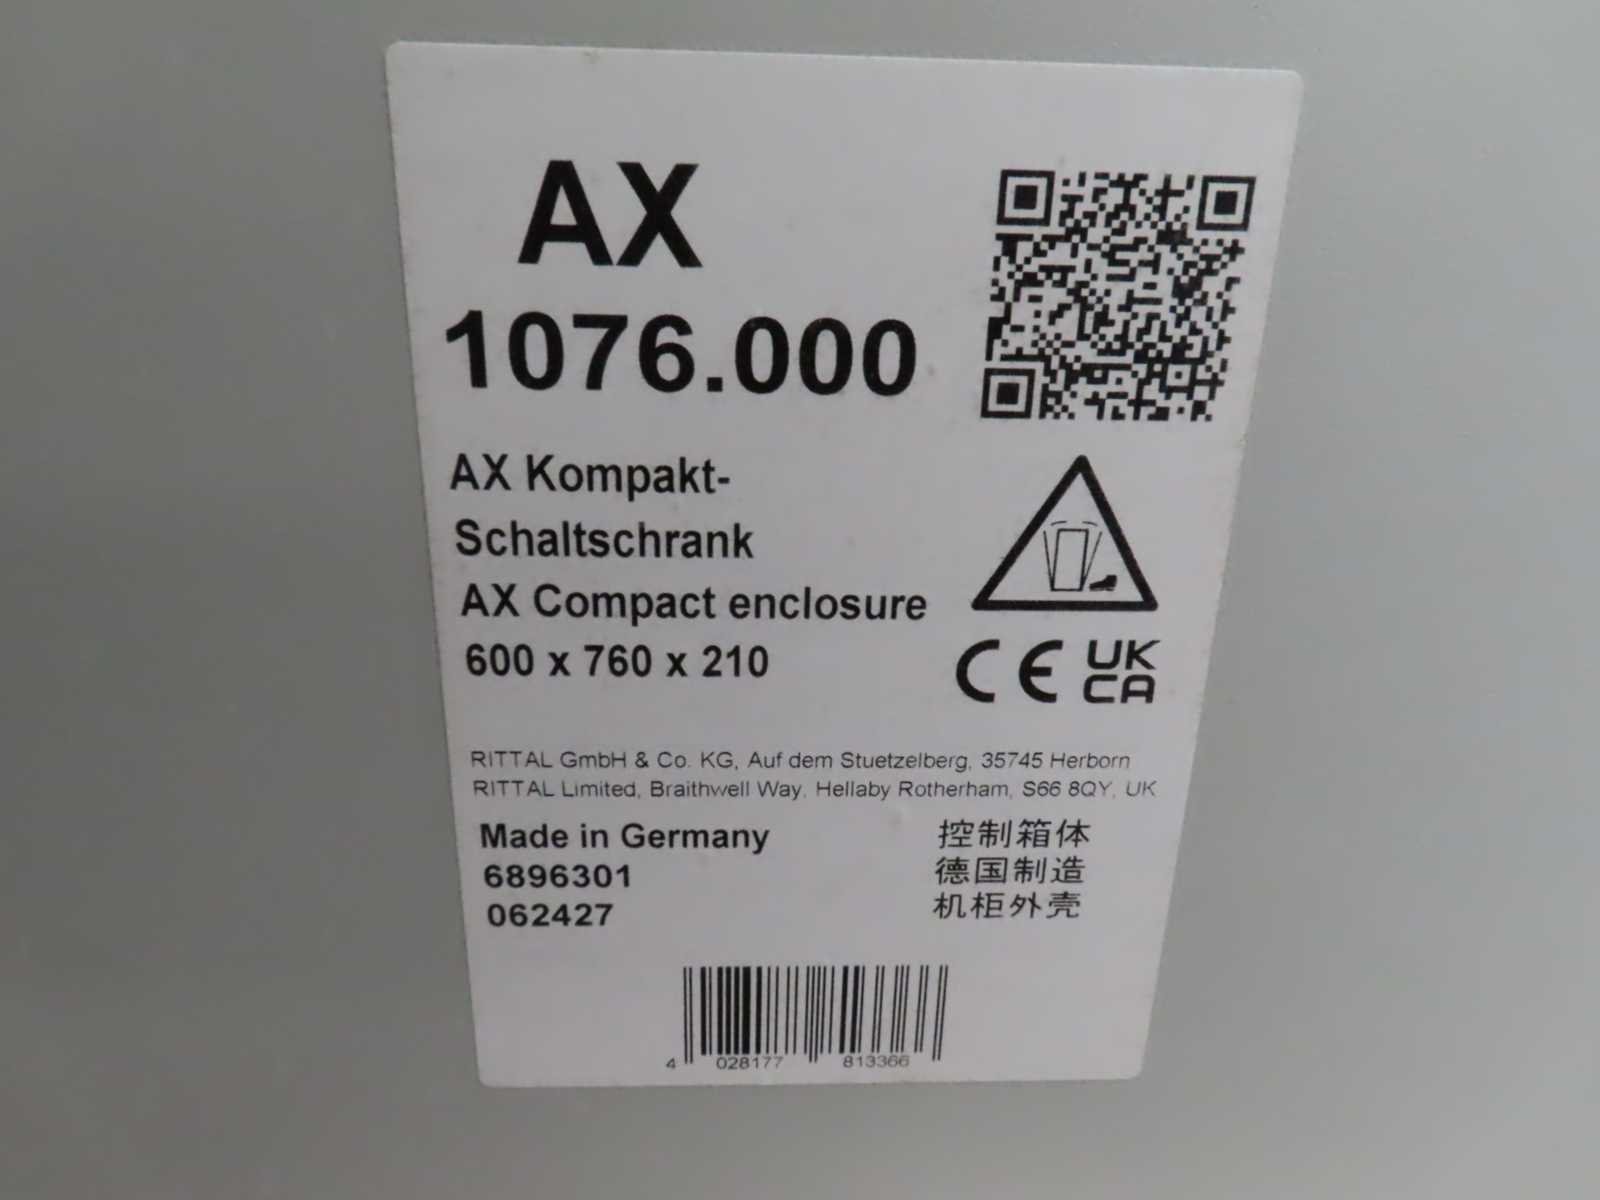 AX
1076.000
AX Kompakt-
Schaltschrank
AX Compact enclosure
600 x 760 x 210
CE UK
CA
RITTAL GmbH & Co. KG, Auf dem Stuetzelberg, 35745 Herborn
RITTAL Limited, Braithwell Way, Hellaby Rotherham, S66 8QY, UK
Made in Germany
6896301
062427
控制箱体
德国制造
机柜外壳
4 028177 813366